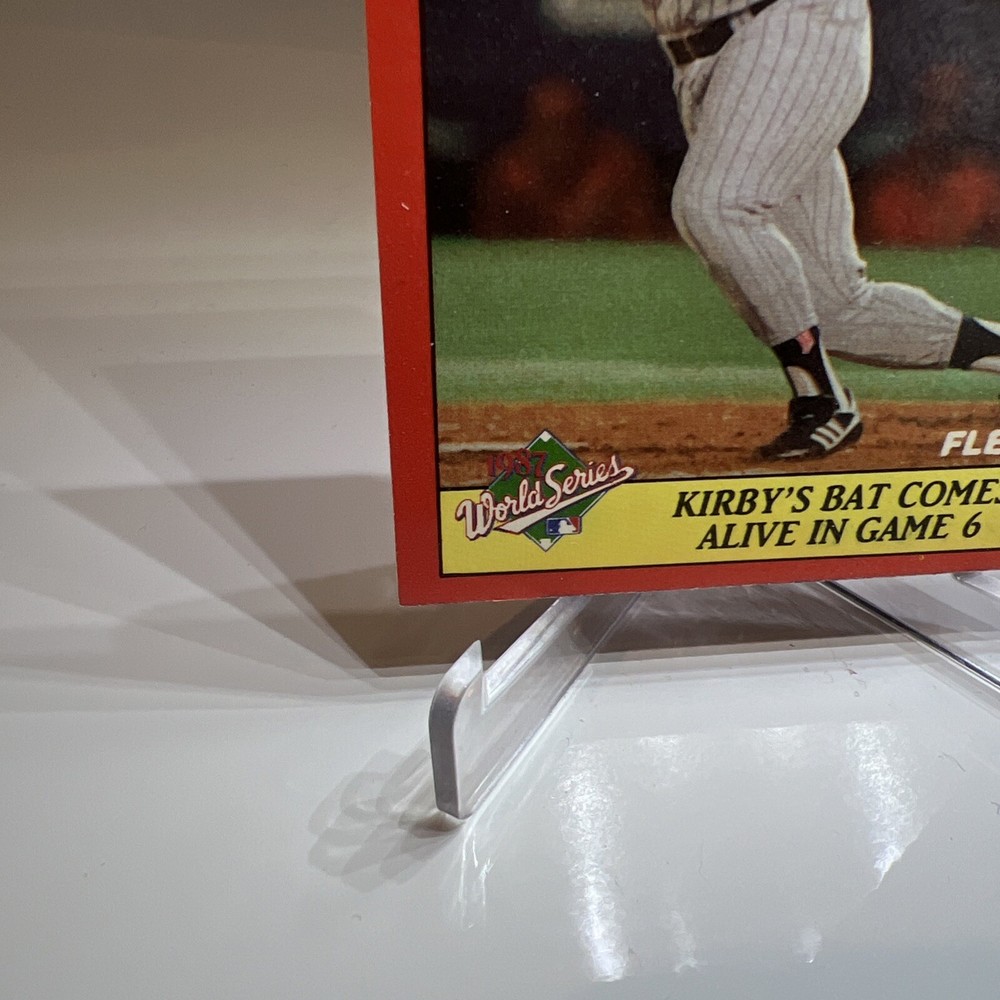 FLE
1987
World Series
KIRBY'S BAT COMES
ALIVE IN GAME 6